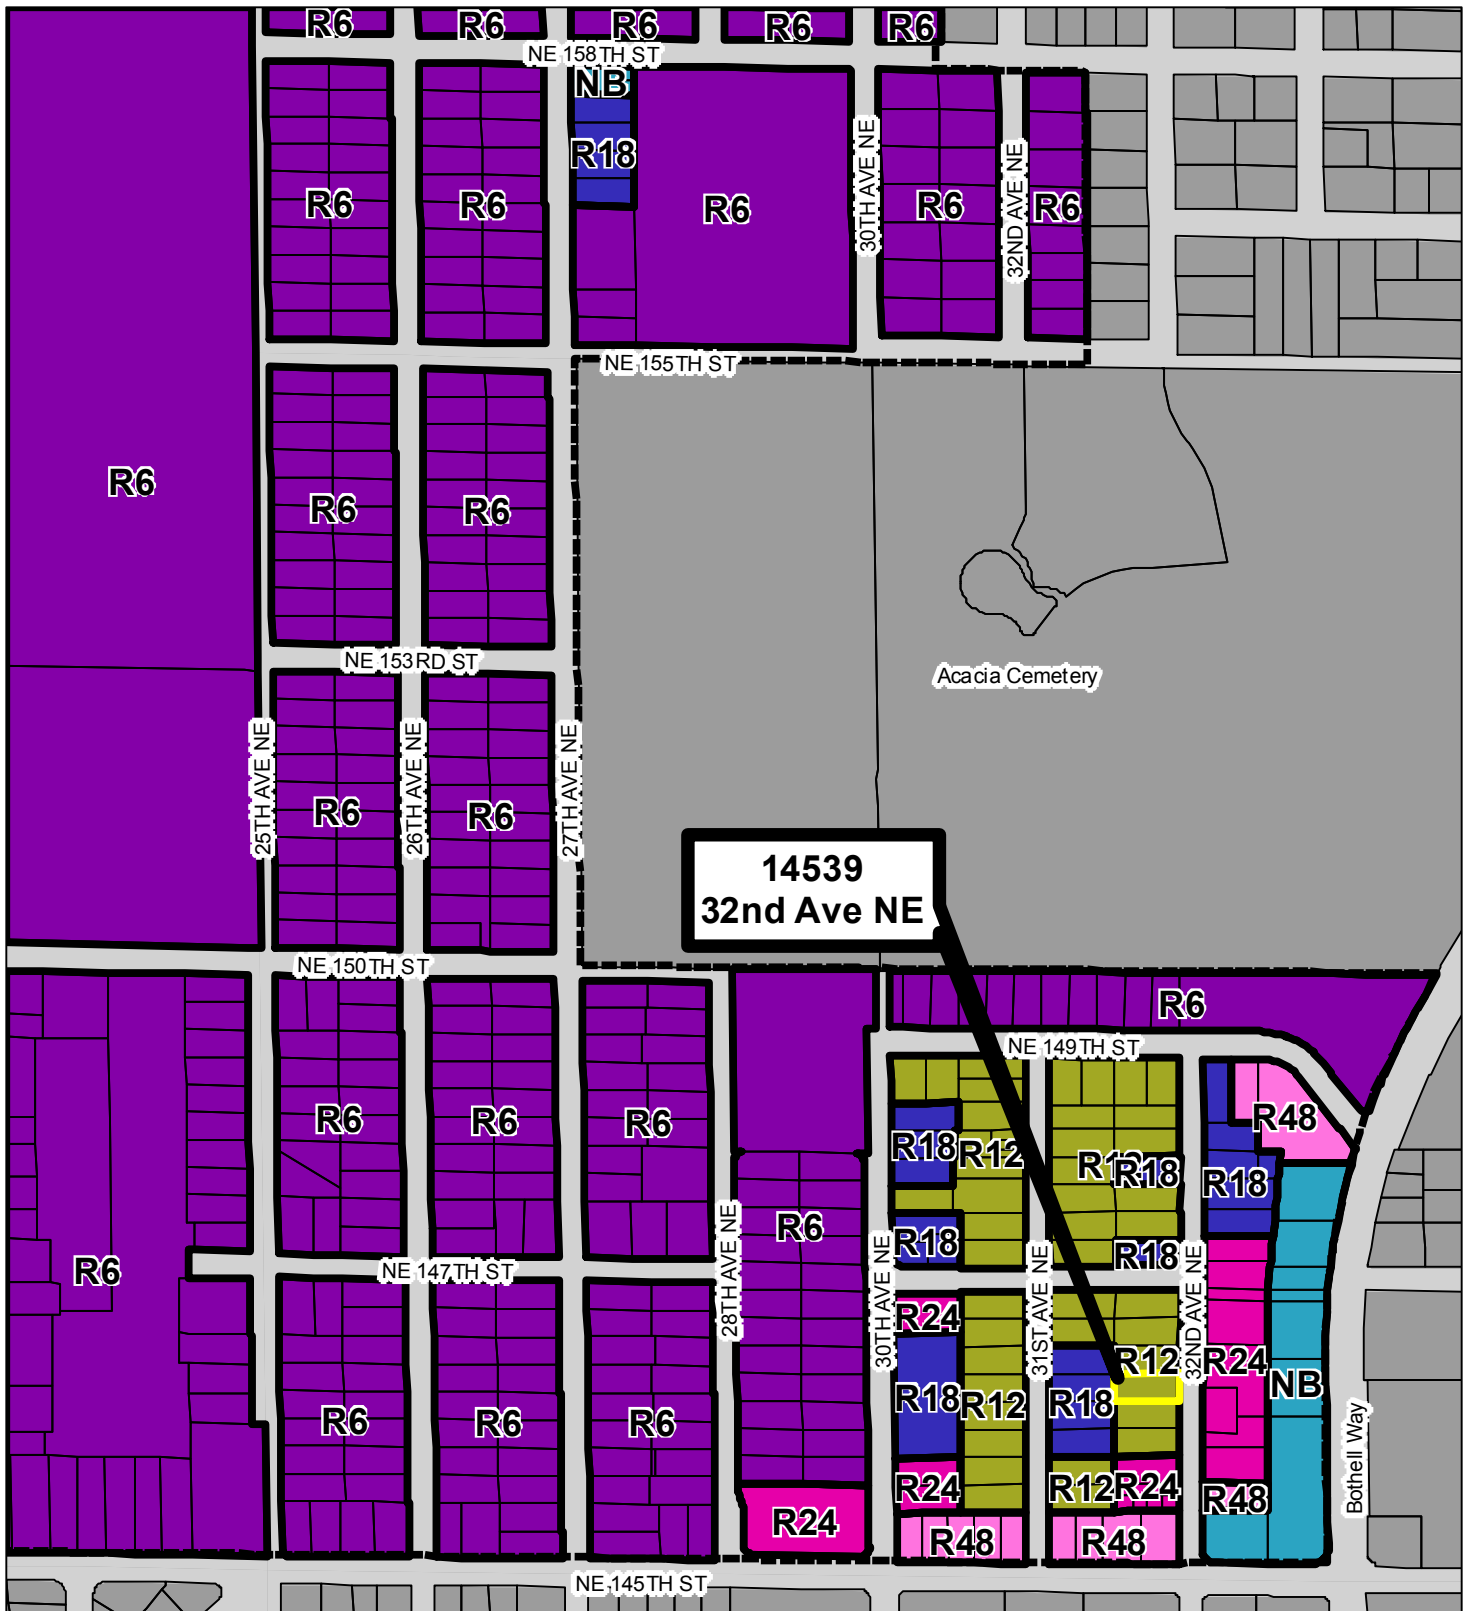 R6
R6
R6
R6
R6
NE 158TH ST
NB
R18
R6
R6
R6
30TH AVE NE
R6
32ND AVE NE
R6
NE 155TH ST
R6
R6
R6
Acacia Cemetery
NE 153RD ST
25TH AVE NE
R6
26TH AVE NE
R6
27TH AVE NE
14539
32nd Ave NE
NE 150TH ST
R6
NE 149TH ST
R6
R6
R6
R18
R12
R12
R18
R18
R48
R6
R6
28TH AVE NE
R18
R18
NE 147TH ST
30TH AVE NE
31ST AVE NE
32ND AVE NE
R24
R12
R24
NB
R6
R6
R6
R18
R12
R18
R24
R12
R24
R48
Bothell Way
R24
R48
R48
NE 145TH ST